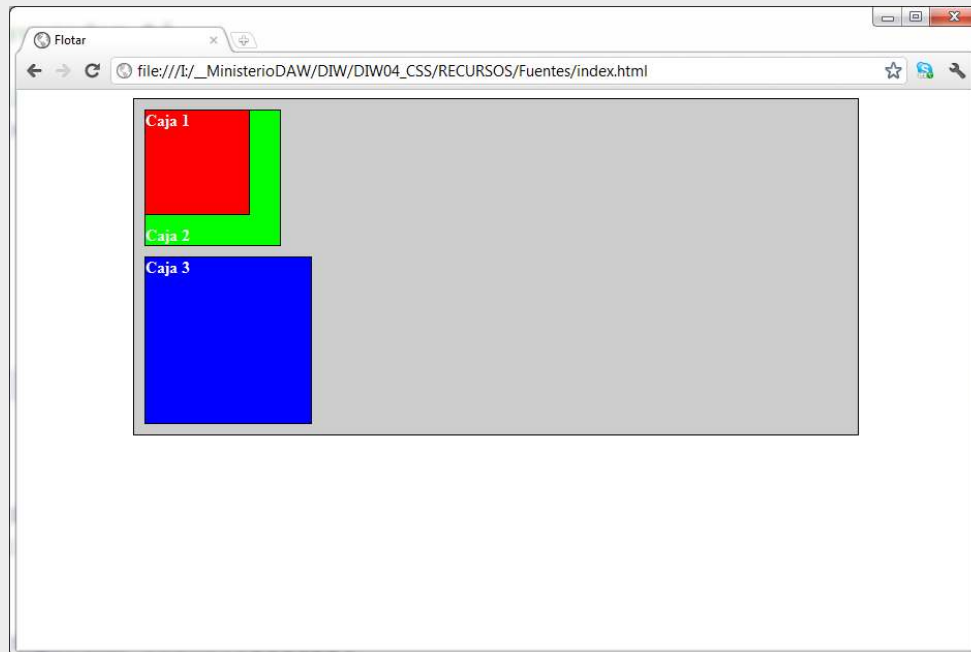 Flotar
file:///I:/__MinisterioDAW/DIW/DIW04_CSS/RECURSOS/Fuentes/index.html
Caja 1
Caja 2
Caja 3